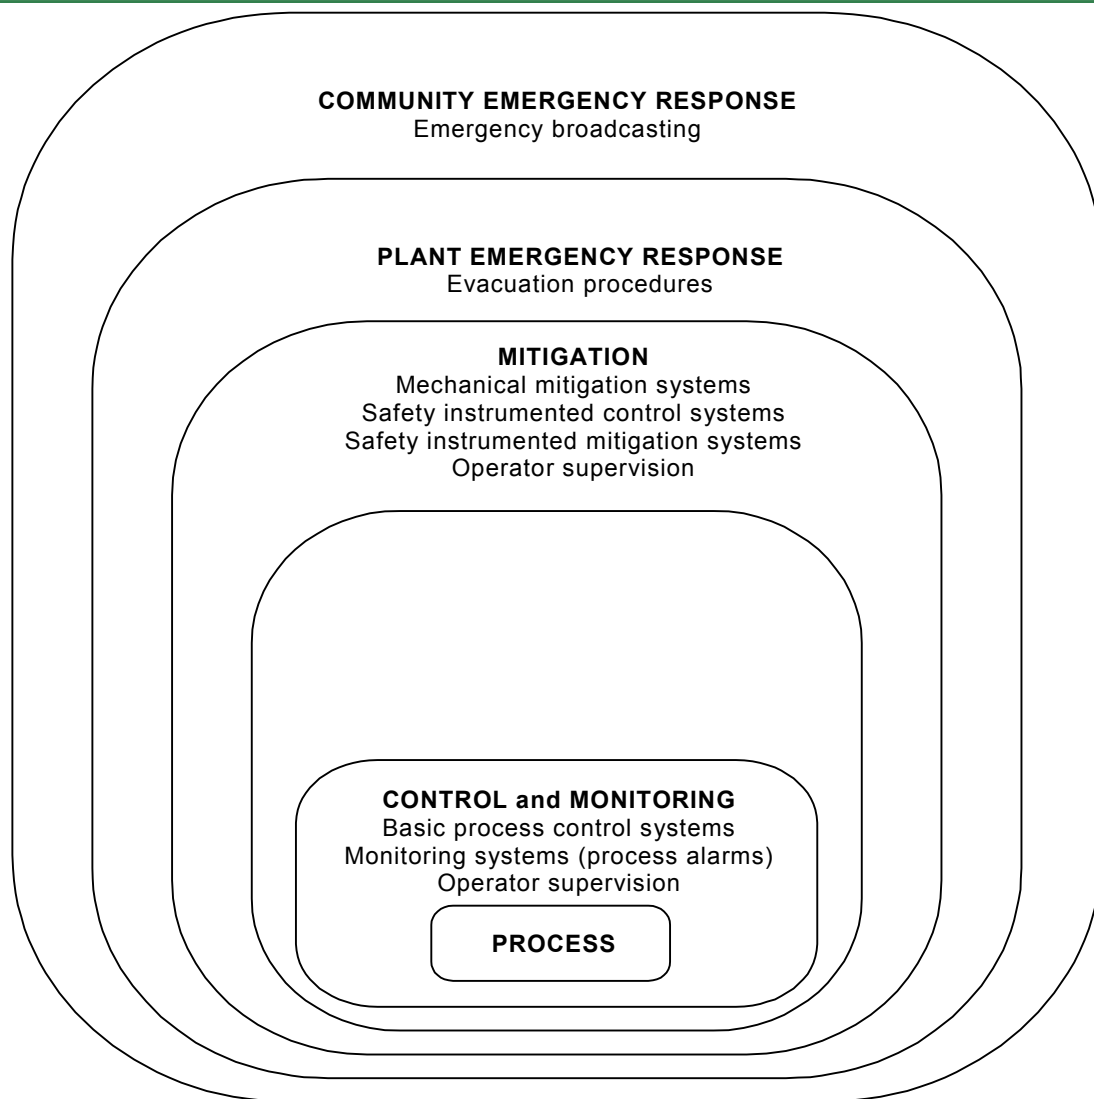 COMMUNITY EMERGENCY RESPONSE
Emergency broadcasting
PLANT EMERGENCY RESPONSE
Evacuation procedures
MITIGATION
Mechanical mitigation systems
Safety instrumented control systems
Safety instrumented mitigation systems
Operator supervision
CONTROL and MONITORING
Basic process control systems
Monitoring systems (process alarms)
Operator supervision
PROCESS